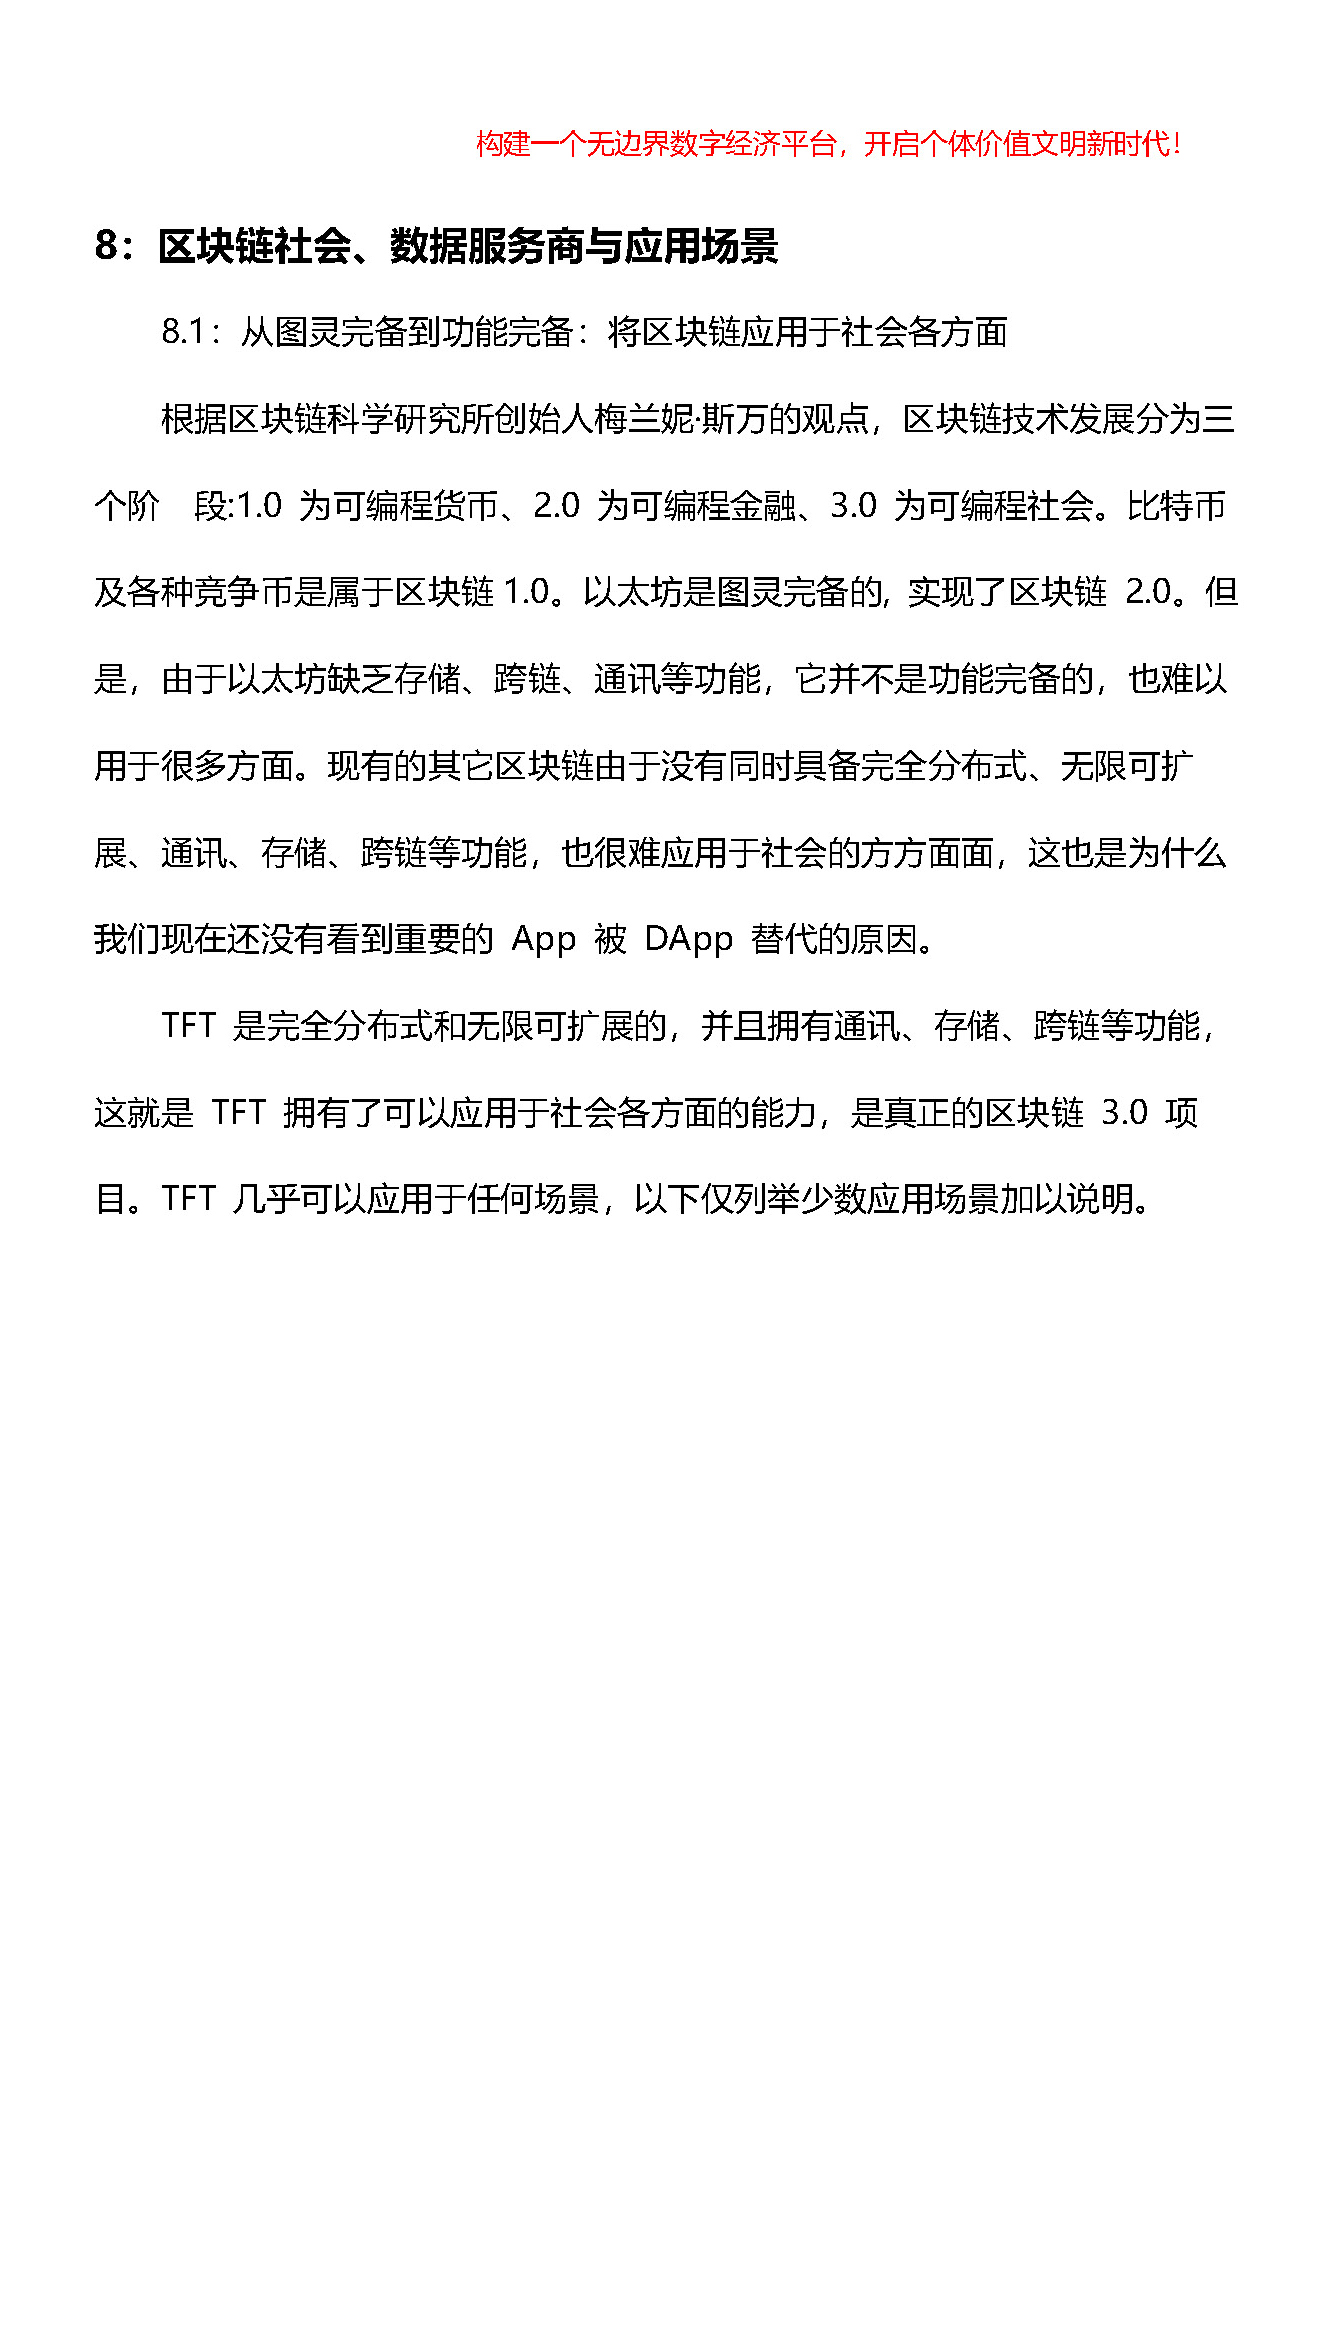 构建一个无边界数字经济平台，开启个体价值文明新时代！
8：区块链社会、数据服务商与应用场景
8.1：从图灵完备到功能完备：将区块链应用于社会各方面
根据区块链科学研究所创始人梅兰妮·斯万的观点，区块链技术发展分为三
个阶　段:1.0 为可编程货币、2.0 为可编程金融、3.0 为可编程社会。比特币
及各种竞争币是属于区块链 1.0。以太坊是图灵完备的, 实现了区块链 2.0。但
是，由于以太坊缺乏存储、跨链、通讯等功能，它并不是功能完备的，也难以
用于很多方面。现有的其它区块链由于没有同时具备完全分布式、无限可扩
展、通讯、存储、跨链等功能，也很难应用于社会的方方面面，这也是为什么
我们现在还没有看到重要的 App 被 DApp 替代的原因。
TFT 是完全分布式和无限可扩展的，并且拥有通讯、存储、跨链等功能，
这就是 TFT 拥有了可以应用于社会各方面的能力，是真正的区块链 3.0 项
目。TFT 几乎可以应用于任何场景，以下仅列举少数应用场景加以说明。